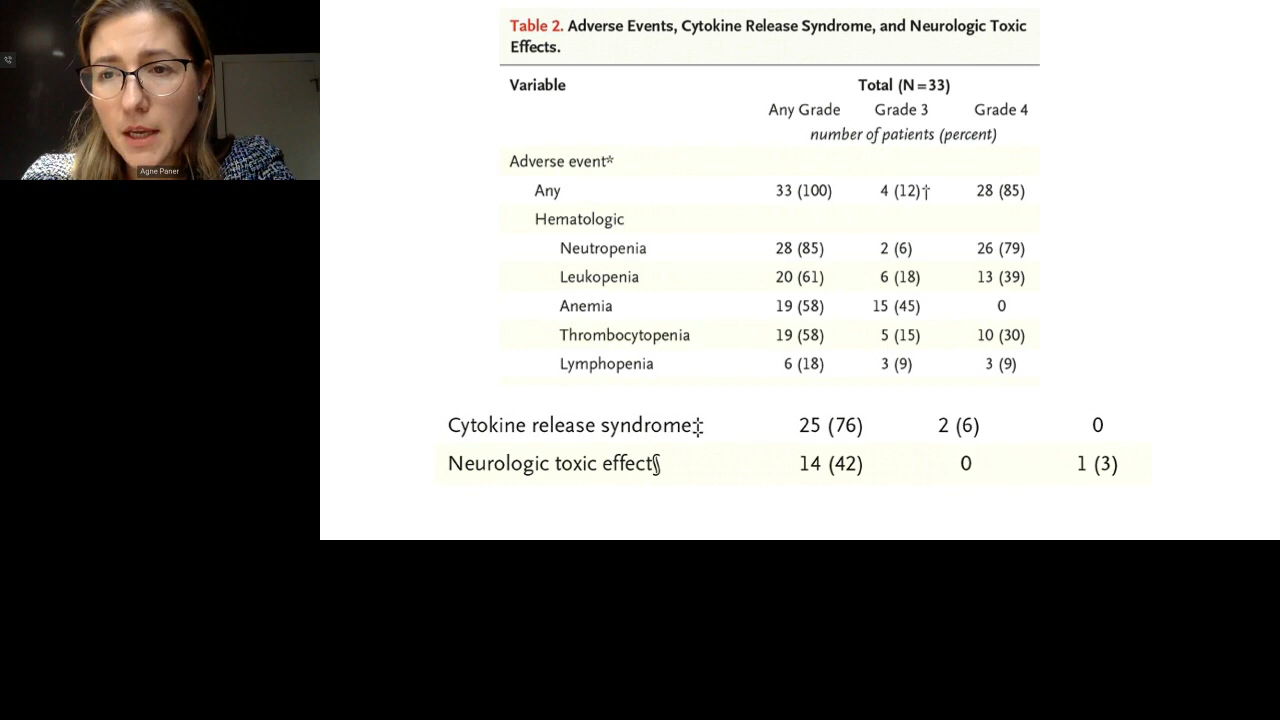 Agne Paner
Table 2. Adverse Events, Cytokine Release Syndrome, and Neurologic Toxic
Effects.
Variable Total (N=33)
Any Grade Grade 3 Grade 4
number of patients (percent)
Adverse event*
Any 33 (100) 4 (12)† 28 (85)
Hematologic
Neutropenia 28 (85) 2 (6) 26 (79)
Leukopenia 20 (61) 6 (18) 13 (39)
Anemia 19 (58) 15 (45) 0
Thrombocytopenia 19 (58) 5 (15) 10 (30)
Lymphopenia 6 (18) 3 (9) 3 (9)
Cytokine release syndrome‡ 25 (76) 2 (6) 0
Neurologic toxic effect§ 14 (42) 0 1 (3)